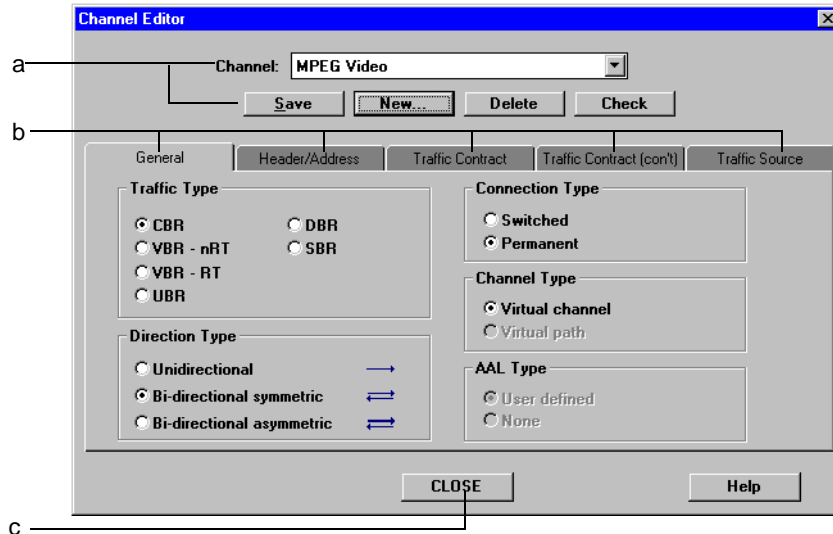 Channel Editor
a
Channel: MPEG Video
Save New... Delete Check
b
General Header/Address Traffic Contract Traffic Contract (con't) Traffic Source
Traffic Type
CBR DBR
VBR - nRT SBR
VBR - RT
UBR
Direction Type
Unidirectional
Bi-directional symmetric
Bi-directional asymmetric
Connection Type
Switched
Permanent
Channel Type
Virtual channel
Virtual path
AAL Type
User defined
None
CLOSE Help
c